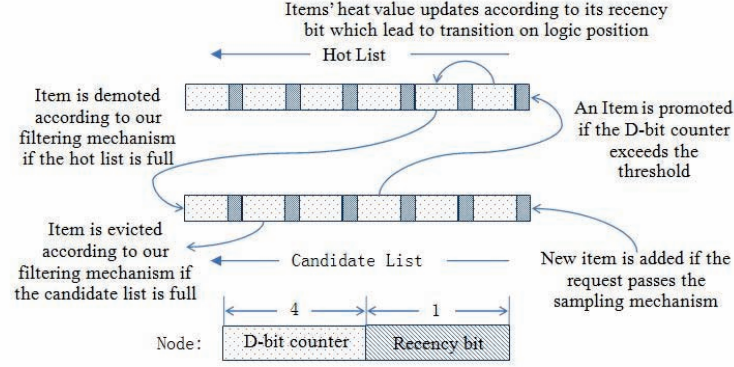 Items' heat value updates according to its recency
bit which lead to transition on logic position
Hot List
Item is demoted
according to our
filtering mechanism
if the hot list is full
An Item is promoted
if the D-bit counter
exceeds the
threshold
Item is evicted
according to our
filtering mechanism if
the candidate list is full
Candidate List
New item is added if the
request passes the
sampling mechanism
4 1
Node: D-bit counter Recency bit